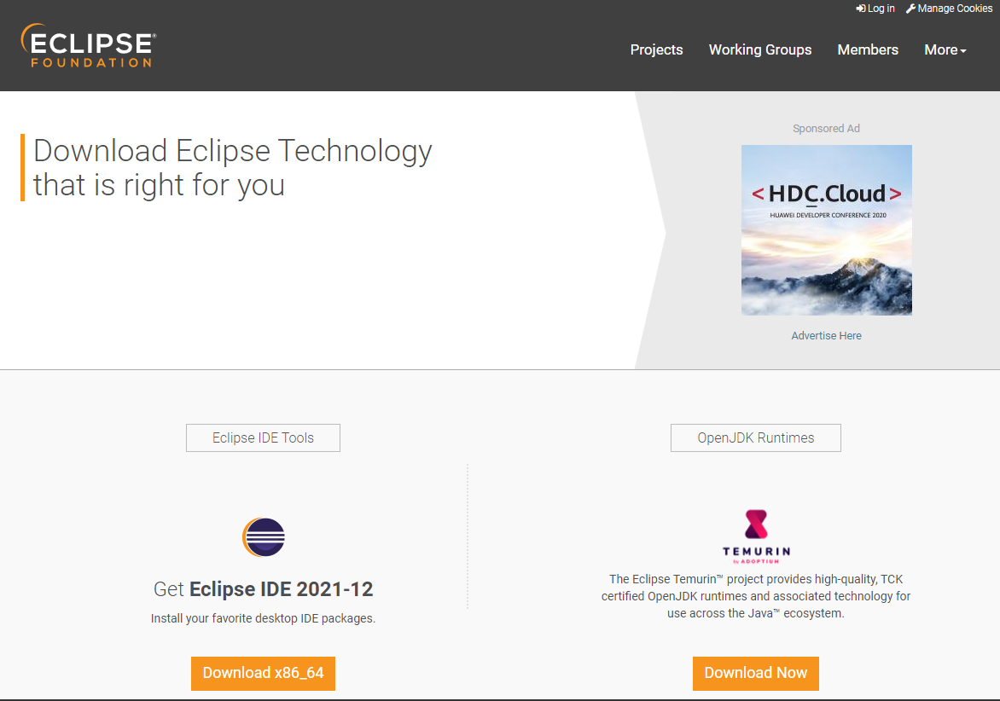 Log in Manage Cookies
ECLIPSE®
FOUNDATION
Projects Working Groups Members More
Download Eclipse Technology
that is right for you
Sponsored Ad
<HDC.Cloud>
HUAWEI DEVELOPER CONFERENCE 2020
Advertise Here
Eclipse IDE Tools
Get Eclipse IDE 2021-12
Install your favorite desktop IDE packages.
Download x86_64
OpenJDK Runtimes
TEMURIN
by ADOPTIUM
The Eclipse Temurin™ project provides high-quality, TCK
certified OpenJDK runtimes and associated technology for
use across the Java™ ecosystem.
Download Now